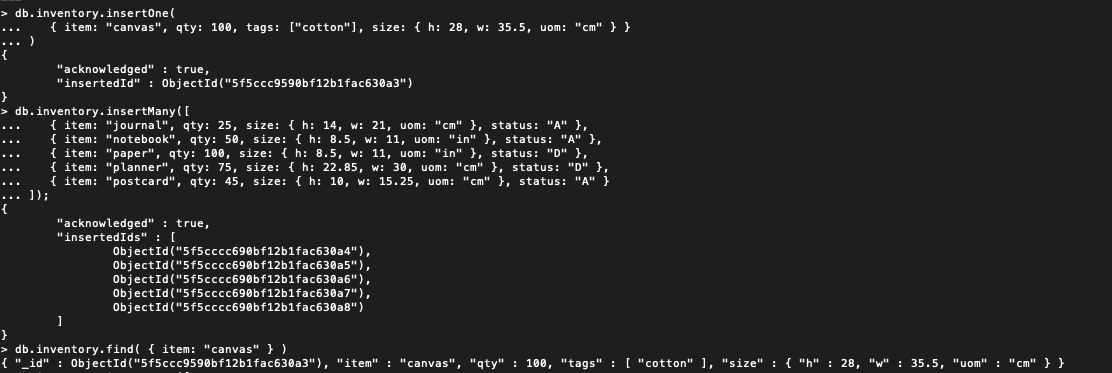 > db.inventory.insertOne(
...    { item: "canvas", qty: 100, tags: ["cotton"], size: { h: 28, w: 35.5, uom: "cm" } }
... )
{
        "acknowledged" : true,
        "insertedId" : ObjectId("5f5ccc9590bf12b1fac630a3")
}
> db.inventory.insertMany([
...    { item: "journal", qty: 25, size: { h: 14, w: 21, uom: "cm" }, status: "A" },
...    { item: "notebook", qty: 50, size: { h: 8.5, w: 11, uom: "in" }, status: "A" },
...    { item: "paper", qty: 100, size: { h: 8.5, w: 11, uom: "in" }, status: "D" },
...    { item: "planner", qty: 75, size: { h: 22.85, w: 30, uom: "cm" }, status: "D" },
...    { item: "postcard", qty: 45, size: { h: 10, w: 15.25, uom: "cm" }, status: "A" }
... ]);
{
        "acknowledged" : true,
        "insertedIds" : [
                ObjectId("5f5cccc690bf12b1fac630a4"),
                ObjectId("5f5cccc690bf12b1fac630a5"),
                ObjectId("5f5cccc690bf12b1fac630a6"),
                ObjectId("5f5cccc690bf12b1fac630a7"),
                ObjectId("5f5cccc690bf12b1fac630a8")
        ]
}
> db.inventory.find( { item: "canvas" } )
{ "_id" : ObjectId("5f5ccc9590bf12b1fac630a3"), "item" : "canvas", "qty" : 100, "tags" : [ "cotton" ], "size" : { "h" : 28, "w" : 35.5, "uom" : "cm" } }